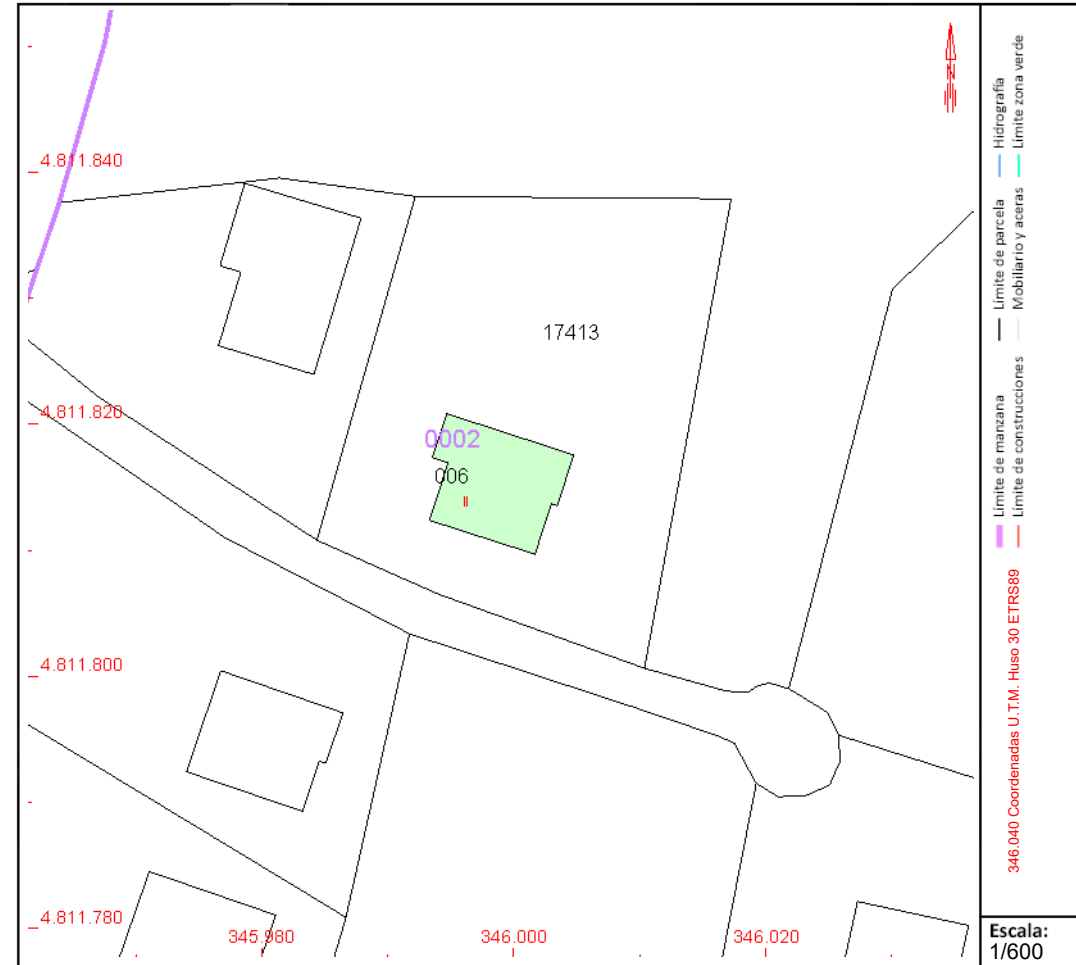 N
4.811.840
17413
4.811.820
0002
006
II
4.811.800
4.811.780
345.980
346.000
346.020
Hidrografía
Límite zona verde
Límite de parcela
Mobiliario y aceras
Límite de manzana
Límite de construcciones
346.040 Coordenadas U.T.M. Huso 30 ETRS89
Escala:
1/600